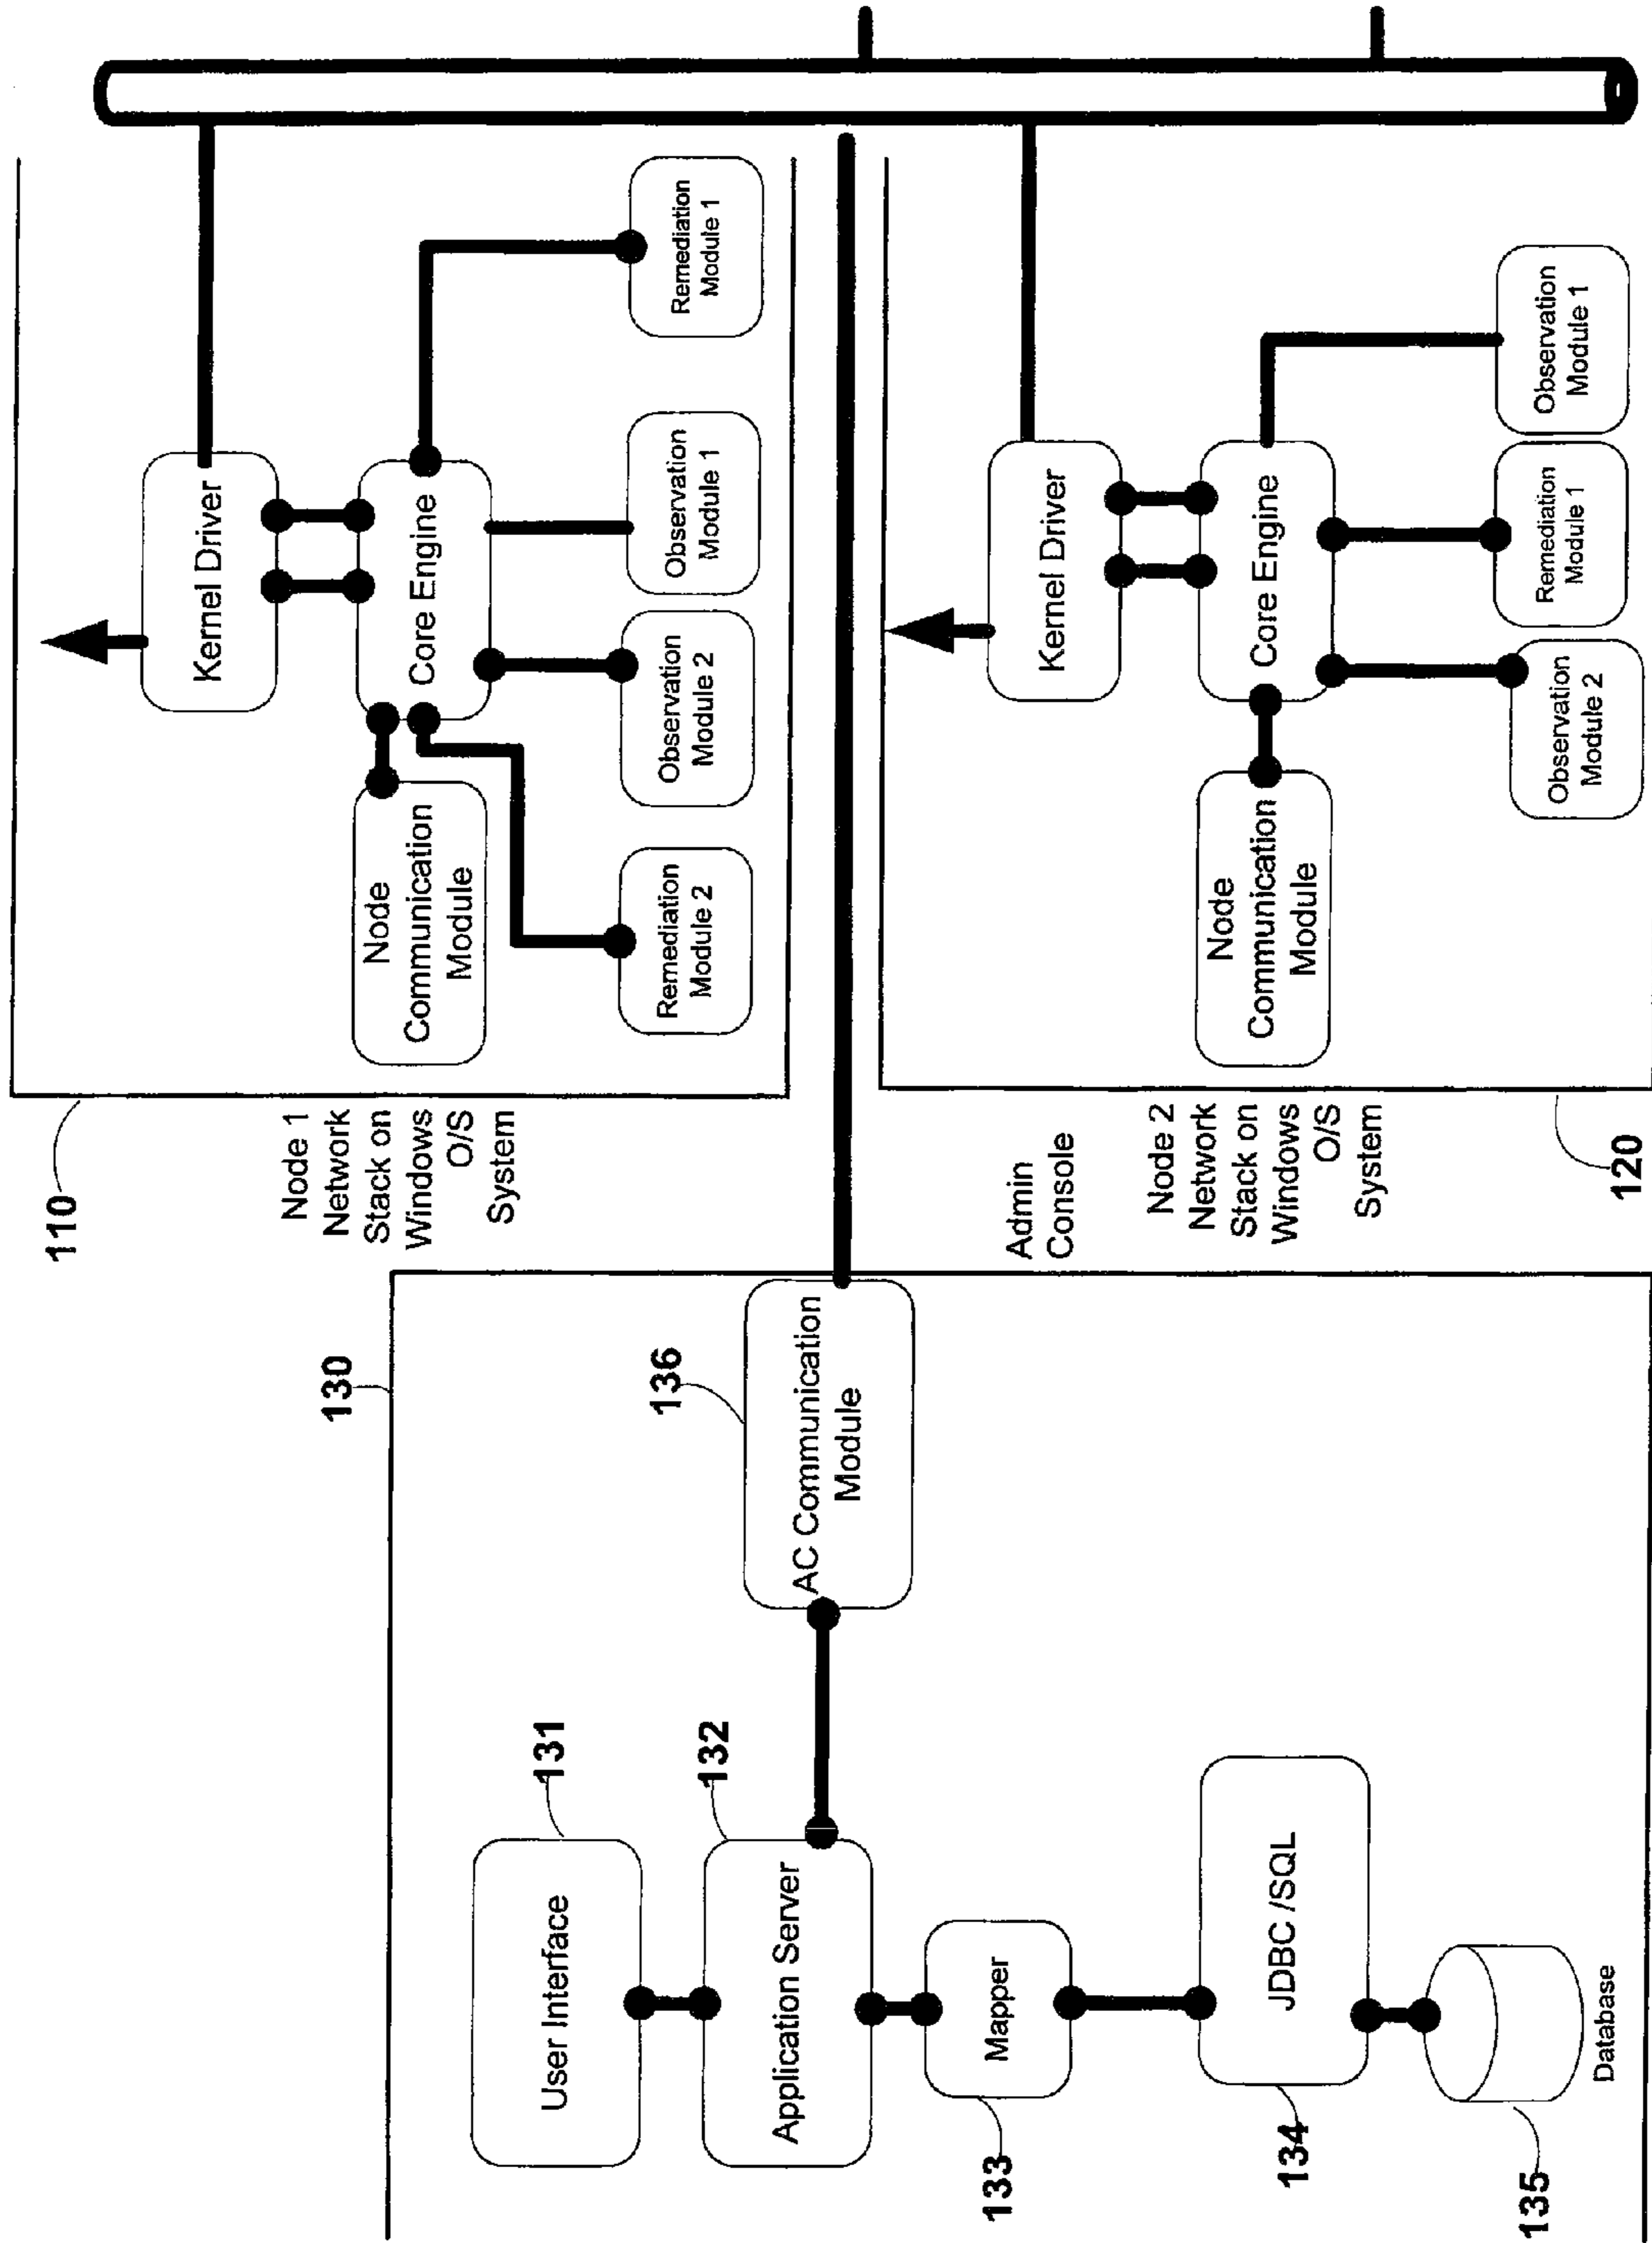 110
Node 1
Network
Stack on
Windows
O/S
System
Kernel Driver
Core Engine
Node
Communication
Module
Remediation
Module 2
Observation
Module 2
Observation
Module 1
Remediation
Module 1
130
Admin
Console
User Interface
131
Application Server
132
Mapper
133
JDBC /SQL
134
Database
135
AC Communication
Module
136
Node 2
Network
Stack on
Windows
O/S
System
120
Kernel Driver
Core Engine
Node
Communication
Module
Observation
Module 2
Remediation
Module 1
Observation
Module 1